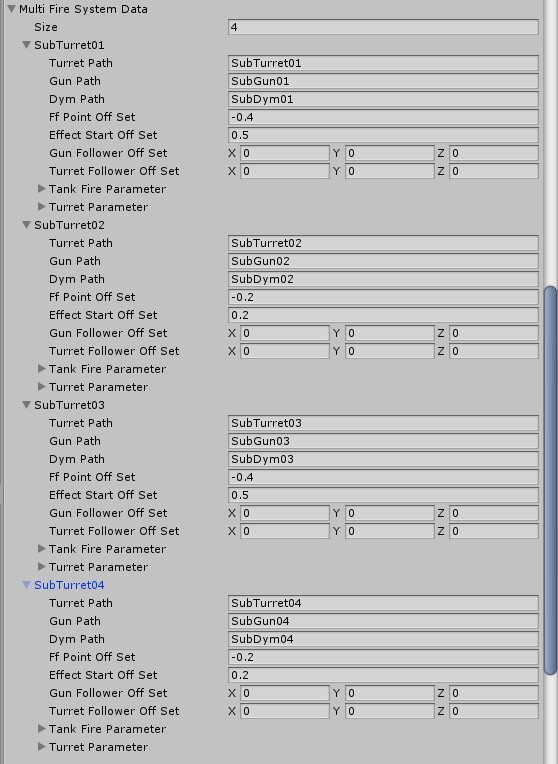 Multi Fire System Data
Size 4
SubTurret01
Turret Path SubTurret01
Gun Path SubGun01
Dym Path SubDym01
Ff Point Off Set -0.4
Effect Start Off Set 0.5
Gun Follower Off Set X 0 Y 0 Z 0
Turret Follower Off Set X 0 Y 0 Z 0
Tank Fire Parameter
Turret Parameter
SubTurret02
Turret Path SubTurret02
Gun Path SubGun02
Dym Path SubDym02
Ff Point Off Set -0.2
Effect Start Off Set 0.2
Gun Follower Off Set X 0 Y 0 Z 0
Turret Follower Off Set X 0 Y 0 Z 0
Tank Fire Parameter
Turret Parameter
SubTurret03
Turret Path SubTurret03
Gun Path SubGun03
Dym Path SubDym03
Ff Point Off Set -0.4
Effect Start Off Set 0.5
Gun Follower Off Set X 0 Y 0 Z 0
Turret Follower Off Set X 0 Y 0 Z 0
Tank Fire Parameter
Turret Parameter
SubTurret04
Turret Path SubTurret04
Gun Path SubGun04
Dym Path SubDym04
Ff Point Off Set -0.2
Effect Start Off Set 0.2
Gun Follower Off Set X 0 Y 0 Z 0
Turret Follower Off Set X 0 Y 0 Z 0
Tank Fire Parameter
Turret Parameter